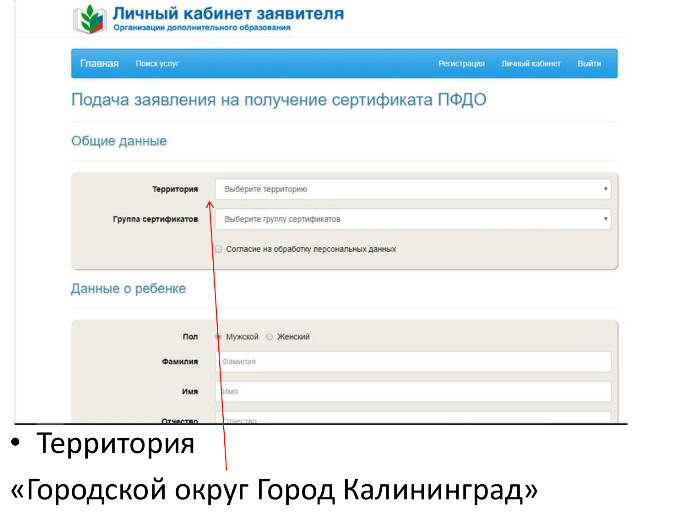 Личный кабинет заявителя
Организации дополнительного образования
Главная Поиск услуг Регистрация Личный кабинет Выйти
Подача заявления на получение сертификата ПФДО
Общие данные
Территория Выберите территорию
Группа сертификатов Выберите группу сертификатов
Согласие на обработку персональных данных
Данные о ребенке
Пол Мужской Женский
Фамилия Фамилия
Имя Имя
Отчество Отчество
• Территория
«Городской округ Город Калининград»